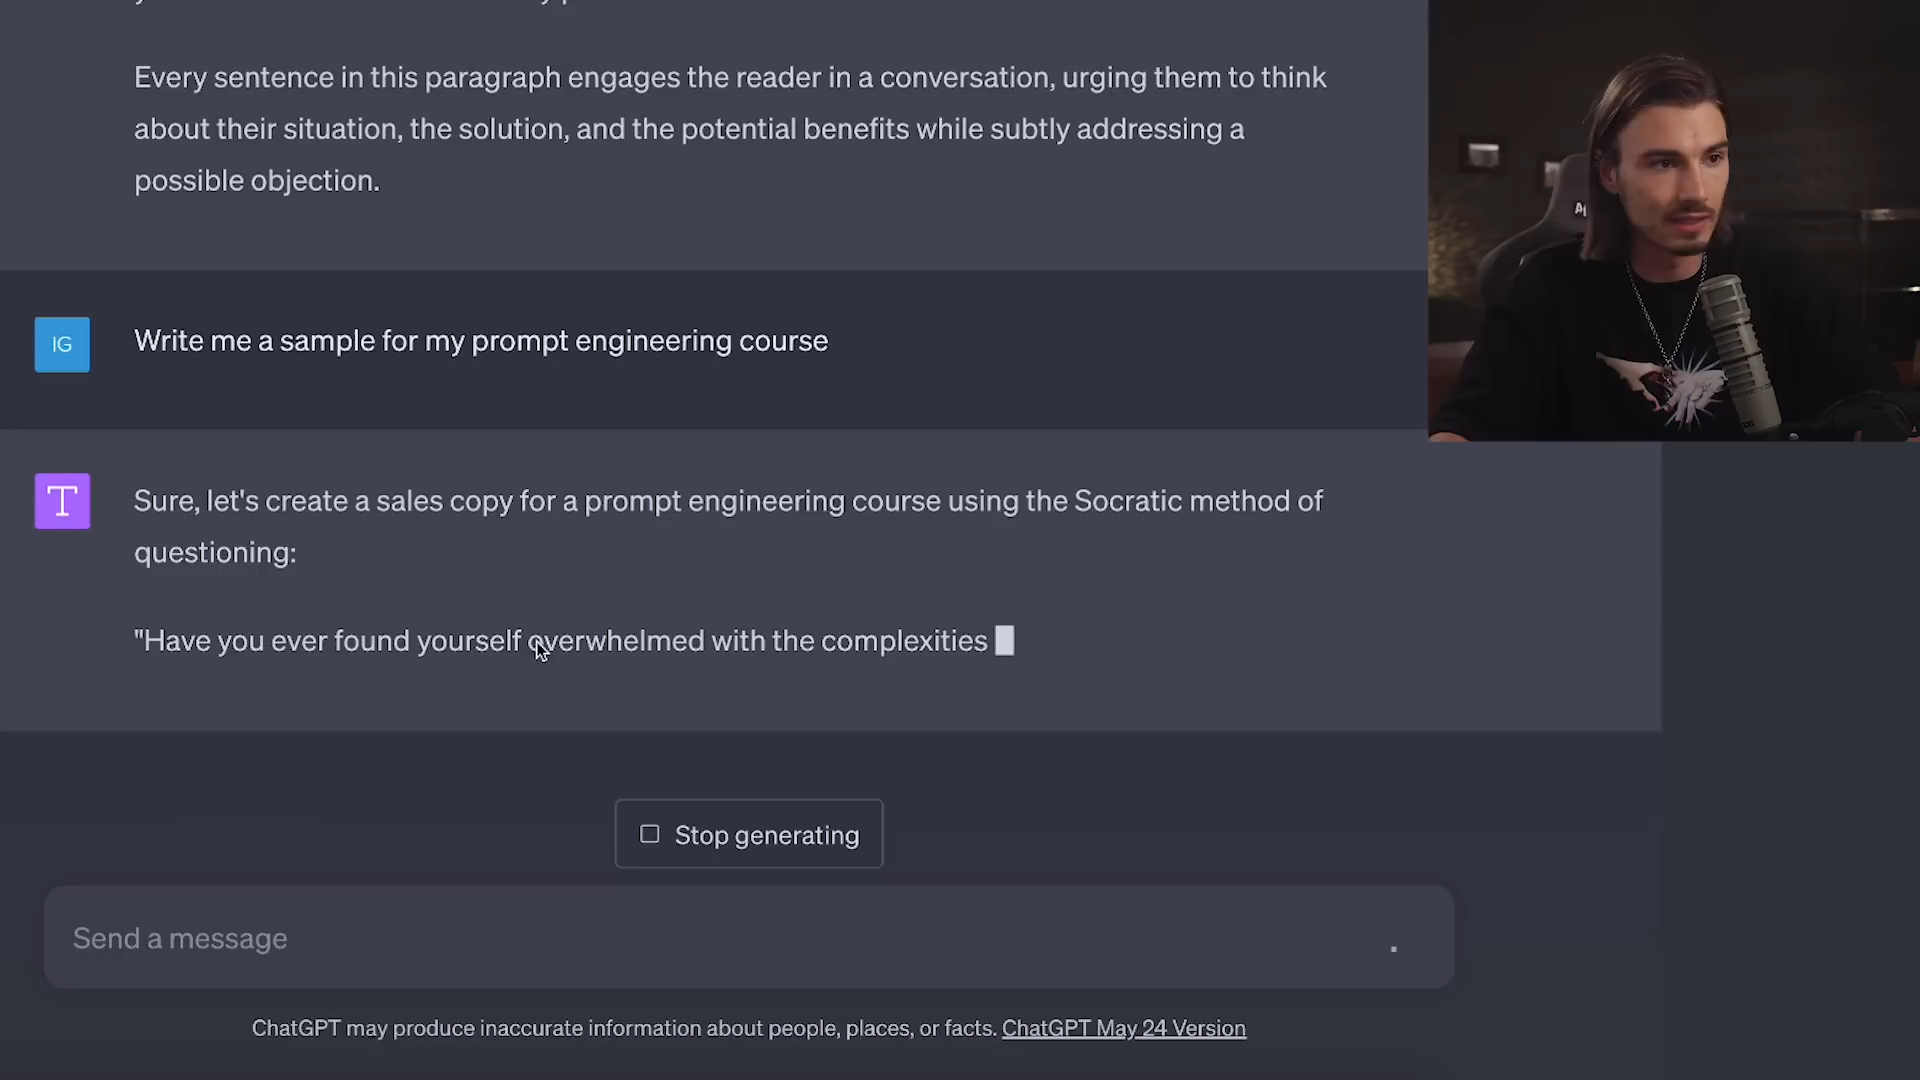 Every sentence in this paragraph engages the reader in a conversation, urging them to think
about their situation, the solution, and the potential benefits while subtly addressing a
possible objection.
IG
Write me a sample for my prompt engineering course
T
Sure, let's create a sales copy for a prompt engineering course using the Socratic method of
questioning:
"Have you ever found yourself overwhelmed with the complexities
Stop generating
Send a message
ChatGPT may produce inaccurate information about people, places, or facts. ChatGPT May 24 Version